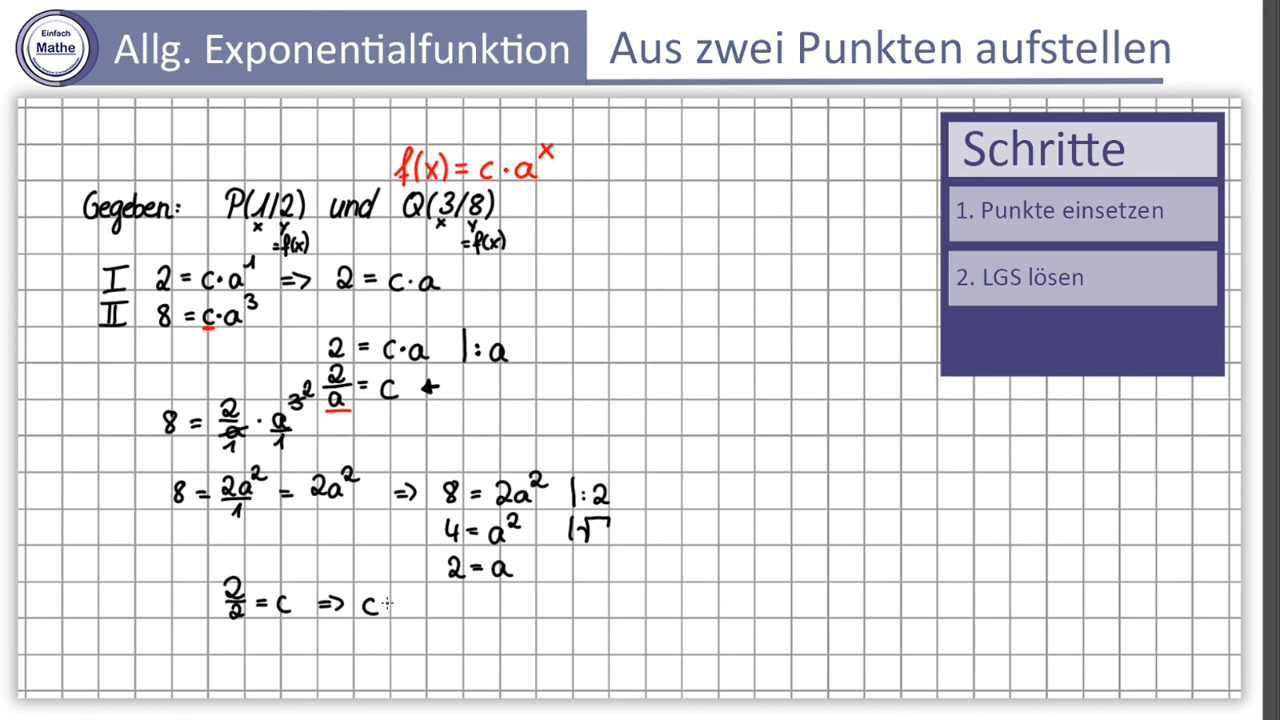 Einfach
Mathe
Allg. Exponentialfunktion
Aus zwei Punkten aufstellen
Schritte
1. Punkte einsetzen
2. LGS lösen
f(x) = c · a^x
Gegeben: P(1/2) und Q(3/8)
x y x y
=f(x) =f(x)
I 2 = c · a^1 => 2 = c · a
II 8 = c · a^3
2 = c · a | : a
2/a = c
8 = 2/a · a^3 2
1 1
8 = 2a^2/1 = 2a^2 => 8 = 2a^2 | : 2
4 = a^2 |√
2 = a
2/2 = c => c